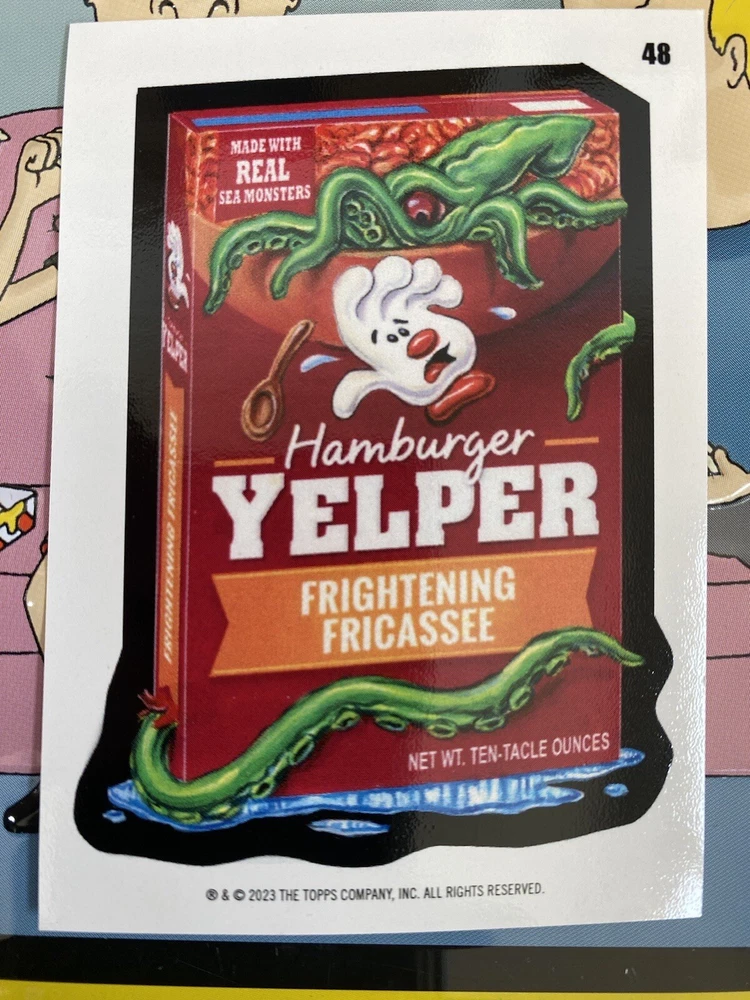 48
MADE WITH
REAL
SEA MONSTERS
YELPER
FRIGHTENING FRICASSEE
Hamburger
YELPER
FRIGHTENING
FRICASSEE
NET WT. TEN-TACLE OUNCES
® & © 2023 THE TOPPS COMPANY, INC. ALL RIGHTS RESERVED.